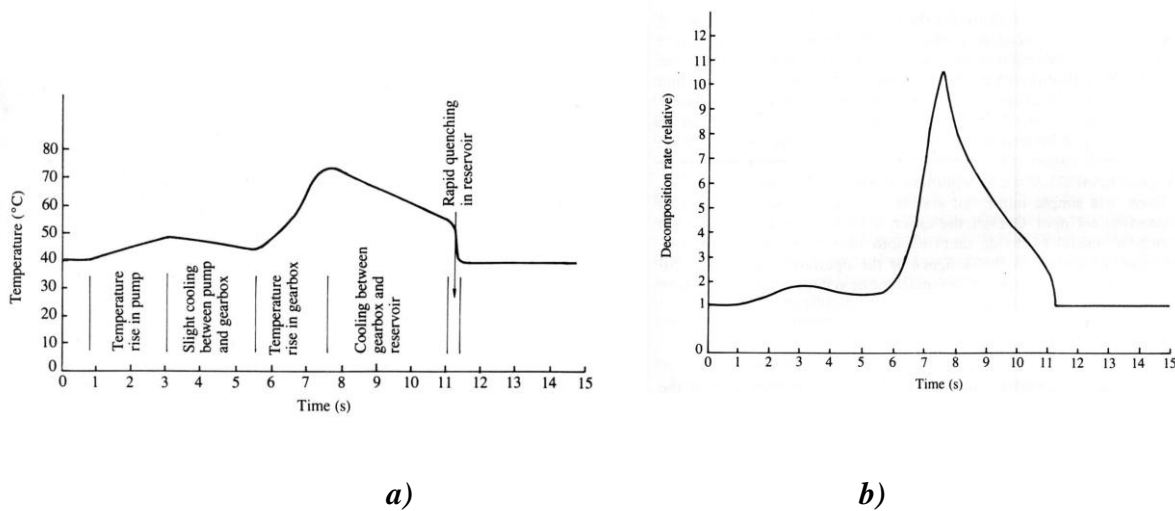 Temperature (°C)
80
70
60
50
40
30
20
10
0
Temperature
rise in pump
Slight cooling
between pump
and gearbox
Temperature
rise in gearbox
Cooling between
gearbox and
reservoir
Rapid quenching
in reservoir
0 1 2 3 4 5 6 7 8 9 10 11 12 13 14 15
Time (s)
a)
Decomposition rate (relative)
12
11
10
9
8
7
6
5
4
3
2
1
0
0 1 2 3 4 5 6 7 8 9 10 11 12 13 14 15
Time (s)
b)